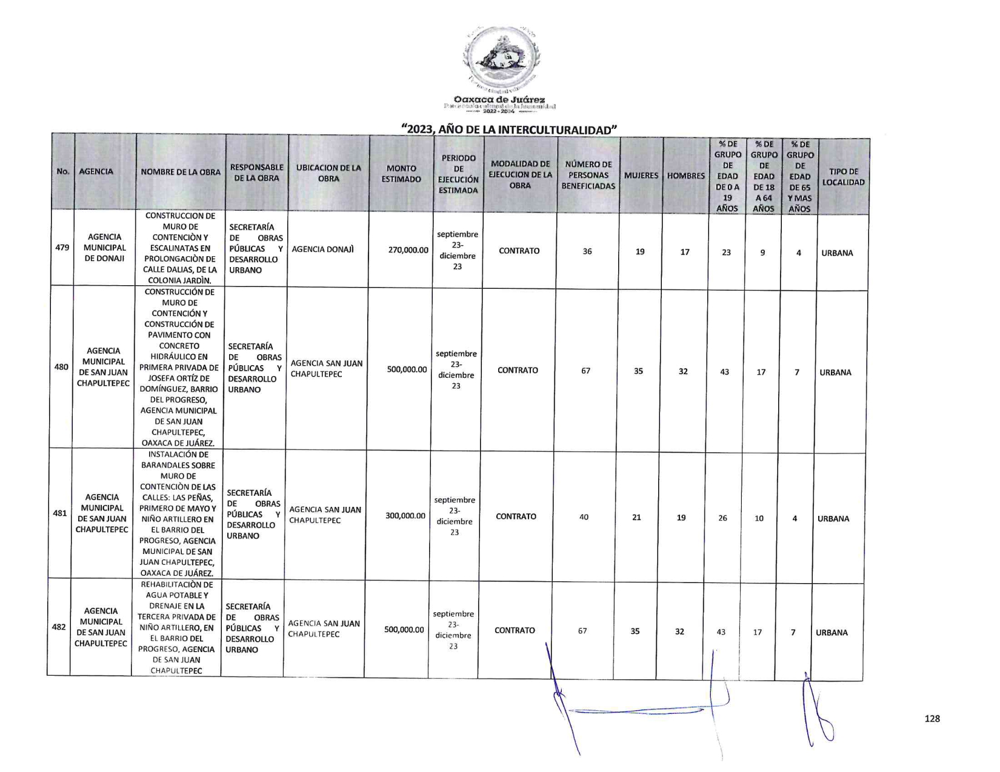 Oaxaca de Juárez
Patrimonio cultural de la humanidad
2022 - 2024
"2023, AÑO DE LA INTERCULTURALIDAD"
No.
AGENCIA
NOMBRE DE LA OBRA
RESPONSABLE
DE LA OBRA
UBICACION DE LA
OBRA
MONTO
ESTIMADO
PERIODO
DE
EJECUCIÓN
ESTIMADA
MODALIDAD DE
EJECUCION DE LA
OBRA
NÚMERO DE
PERSONAS
BENEFICIADAS
MUJERES
HOMBRES
% DE
GRUPO
DE
EDAD
DE 0 A
19
AÑOS
% DE
GRUPO
DE
EDAD
DE 18
A 64
AÑOS
% DE
GRUPO
DE
EDAD
DE 65
Y MAS
AÑOS
TIPO DE
LOCALIDAD
479
AGENCIA
MUNICIPAL
DE DONAJI
CONSTRUCCION DE
MURO DE
CONTENCIÒN Y
ESCALINATAS EN
PROLONGACIÒN DE
CALLE DALIAS, DE LA
COLONIA JARDÌN.
SECRETARÍA
DE OBRAS
PÚBLICAS Y
DESARROLLO
URBANO
AGENCIA DONAJÌ
270,000.00
septiembre
23-
diciembre
23
CONTRATO
36
19
17
23
9
4
URBANA
480
AGENCIA
MUNICIPAL
DE SAN JUAN
CHAPULTEPEC
CONSTRUCCIÓN DE
MURO DE
CONTENCIÓN Y
CONSTRUCCIÓN DE
PAVIMENTO CON
CONCRETO
HIDRÁULICO EN
PRIMERA PRIVADA DE
JOSEFA ORTÍZ DE
DOMÍNGUEZ, BARRIO
DEL PROGRESO,
AGENCIA MUNICIPAL
DE SAN JUAN
CHAPULTEPEC,
OAXACA DE JUÁREZ.
SECRETARÍA
DE OBRAS
PÚBLICAS Y
DESARROLLO
URBANO
AGENCIA SAN JUAN
CHAPULTEPEC
500,000.00
septiembre
23-
diciembre
23
CONTRATO
67
35
32
43
17
7
URBANA
481
AGENCIA
MUNICIPAL
DE SAN JUAN
CHAPULTEPEC
INSTALACIÓN DE
BARANDALES SOBRE
MURO DE
CONTENCIÒN DE LAS
CALLES: LAS PEÑAS,
PRIMERO DE MAYO Y
NIÑO ARTILLERO EN
EL BARRIO DEL
PROGRESO, AGENCIA
MUNICIPAL DE SAN
JUAN CHAPULTEPEC,
OAXACA DE JUÁREZ.
SECRETARÍA
DE OBRAS
PÚBLICAS Y
DESARROLLO
URBANO
AGENCIA SAN JUAN
CHAPULTEPEC
300,000.00
septiembre
23-
diciembre
23
CONTRATO
40
21
19
26
10
4
URBANA
482
AGENCIA
MUNICIPAL
DE SAN JUAN
CHAPULTEPEC
REHABILITACIÒN DE
AGUA POTABLE Y
DRENAJE EN LA
TERCERA PRIVADA DE
NIÑO ARTILLERO, EN
EL BARRIO DEL
PROGRESO, AGENCIA
DE SAN JUAN
CHAPULTEPEC
SECRETARÍA
DE OBRAS
PÚBLICAS Y
DESARROLLO
URBANO
AGENCIA SAN JUAN
CHAPULTEPEC
500,000.00
septiembre
23-
diciembre
23
CONTRATO
67
35
32
43
17
7
URBANA
128